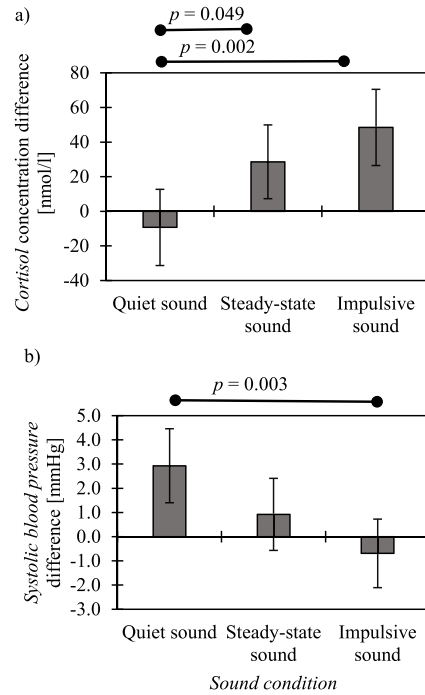 a)
p = 0.049
p = 0.002
Cortisol concentration difference
[nmol/l]
80
60
40
20
0
-20
-40
Quiet sound
Steady-state
sound
Impulsive
sound
b)
p = 0.003
Systolic blood pressure
difference [mmHg]
5.0
4.0
3.0
2.0
1.0
0.0
-1.0
-2.0
-3.0
Quiet sound
Steady-state
sound
Impulsive
sound
Sound condition